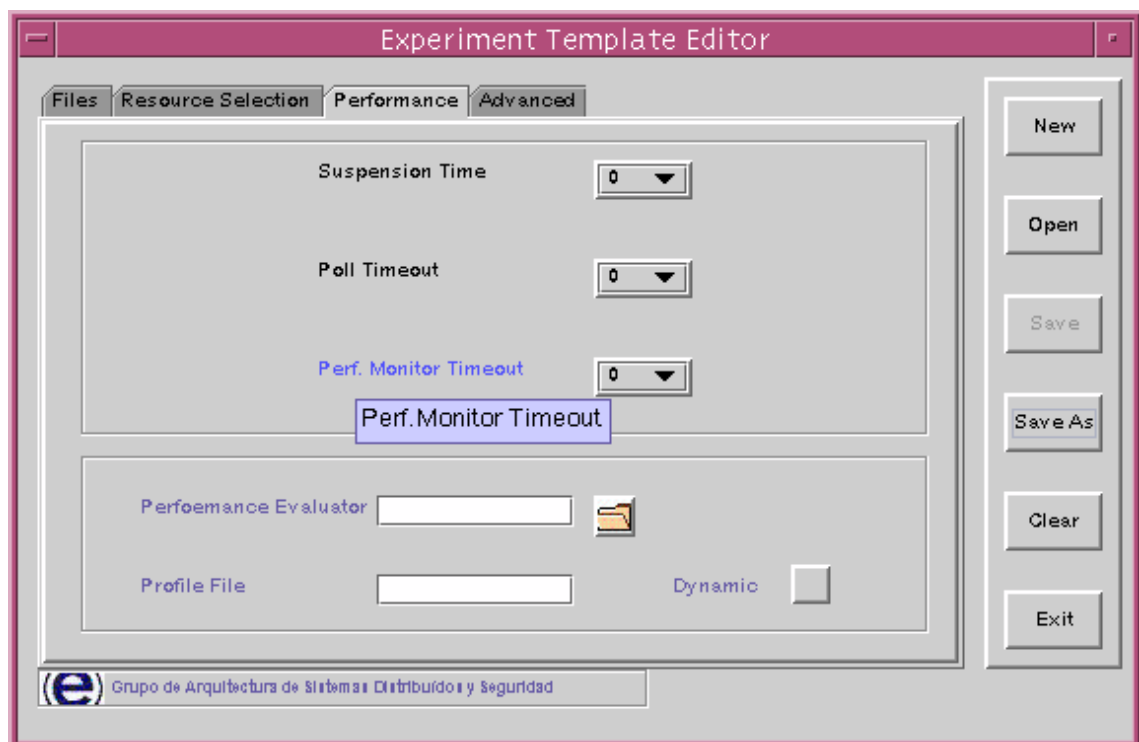 Experiment Template Editor
Files Resource Selection Performance Advanced
New
Suspension Time 0
Open
Poll Timeout 0
Save
Perf. Monitor Timeout 0
Perf.Monitor Timeout
Save As
Perfoemance Evaluator
Clear
Profile File Dynamic
Exit
(e) Grupo de Arquitectura de Sistemas Distribuídos y Seguridad